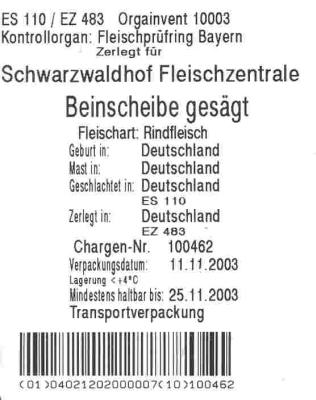 ES 110 / EZ 483 Orgainvent 10003
Kontrollorgan: Fleischprüfring Bayern
Zerlegt für
Schwarzwaldhof Fleischzentrale
Beinscheibe gesägt
Fleischart: Rindfleisch
Geburt in: Deutschland
Mast in: Deutschland
Geschlachtet in: Deutschland
ES 110
Zerlegt in: Deutschland
EZ 483
Chargen-Nr. 100462
Verpackungsdatum: 11.11.2003
Lagerung <+4°C
Mindestens haltbar bis: 25.11.2003
Transportverpackung
(01)04021202000007(10)100462